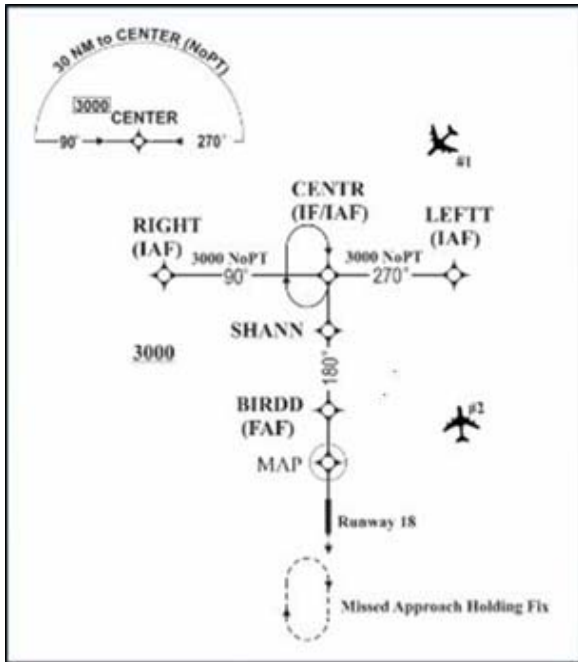 30 NM to CENTER (NoPT)
3000
CENTER
90°
270°
#1
CENTR
(IF/IAF)
RIGHT
(IAF)
LEFTT
(IAF)
3000 NoPT
3000 NoPT
90°
270°
SHANN
3000
180°
BIRDD
(FAF)
#2
MAP
Runway 18
Missed Approach Holding Fix